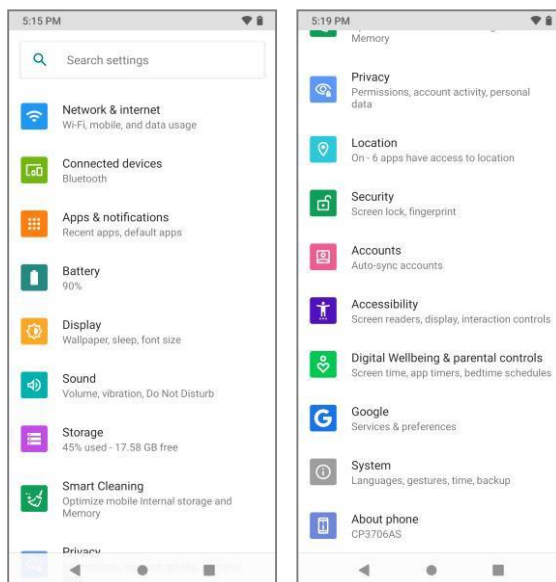 5:15 PM
Search settings
Network & internet
Wi-Fi, mobile, and data usage
Connected devices
Bluetooth
Apps & notifications
Recent apps, default apps
Battery
90%
Display
Wallpaper, sleep, font size
Sound
Volume, vibration, Do Not Disturb
Storage
45% used - 17.58 GB free
Smart Cleaning
Optimize mobile Internal storage and
Memory
Privacy
5:19 PM
Memory
Privacy
Permissions, account activity, personal
data
Location
On - 6 apps have access to location
Security
Screen lock, fingerprint
Accounts
Auto-sync accounts
Accessibility
Screen readers, display, interaction controls
Digital Wellbeing & parental controls
Screen time, app timers, bedtime schedules
Google
Services & preferences
System
Languages, gestures, time, backup
About phone
CP3706AS